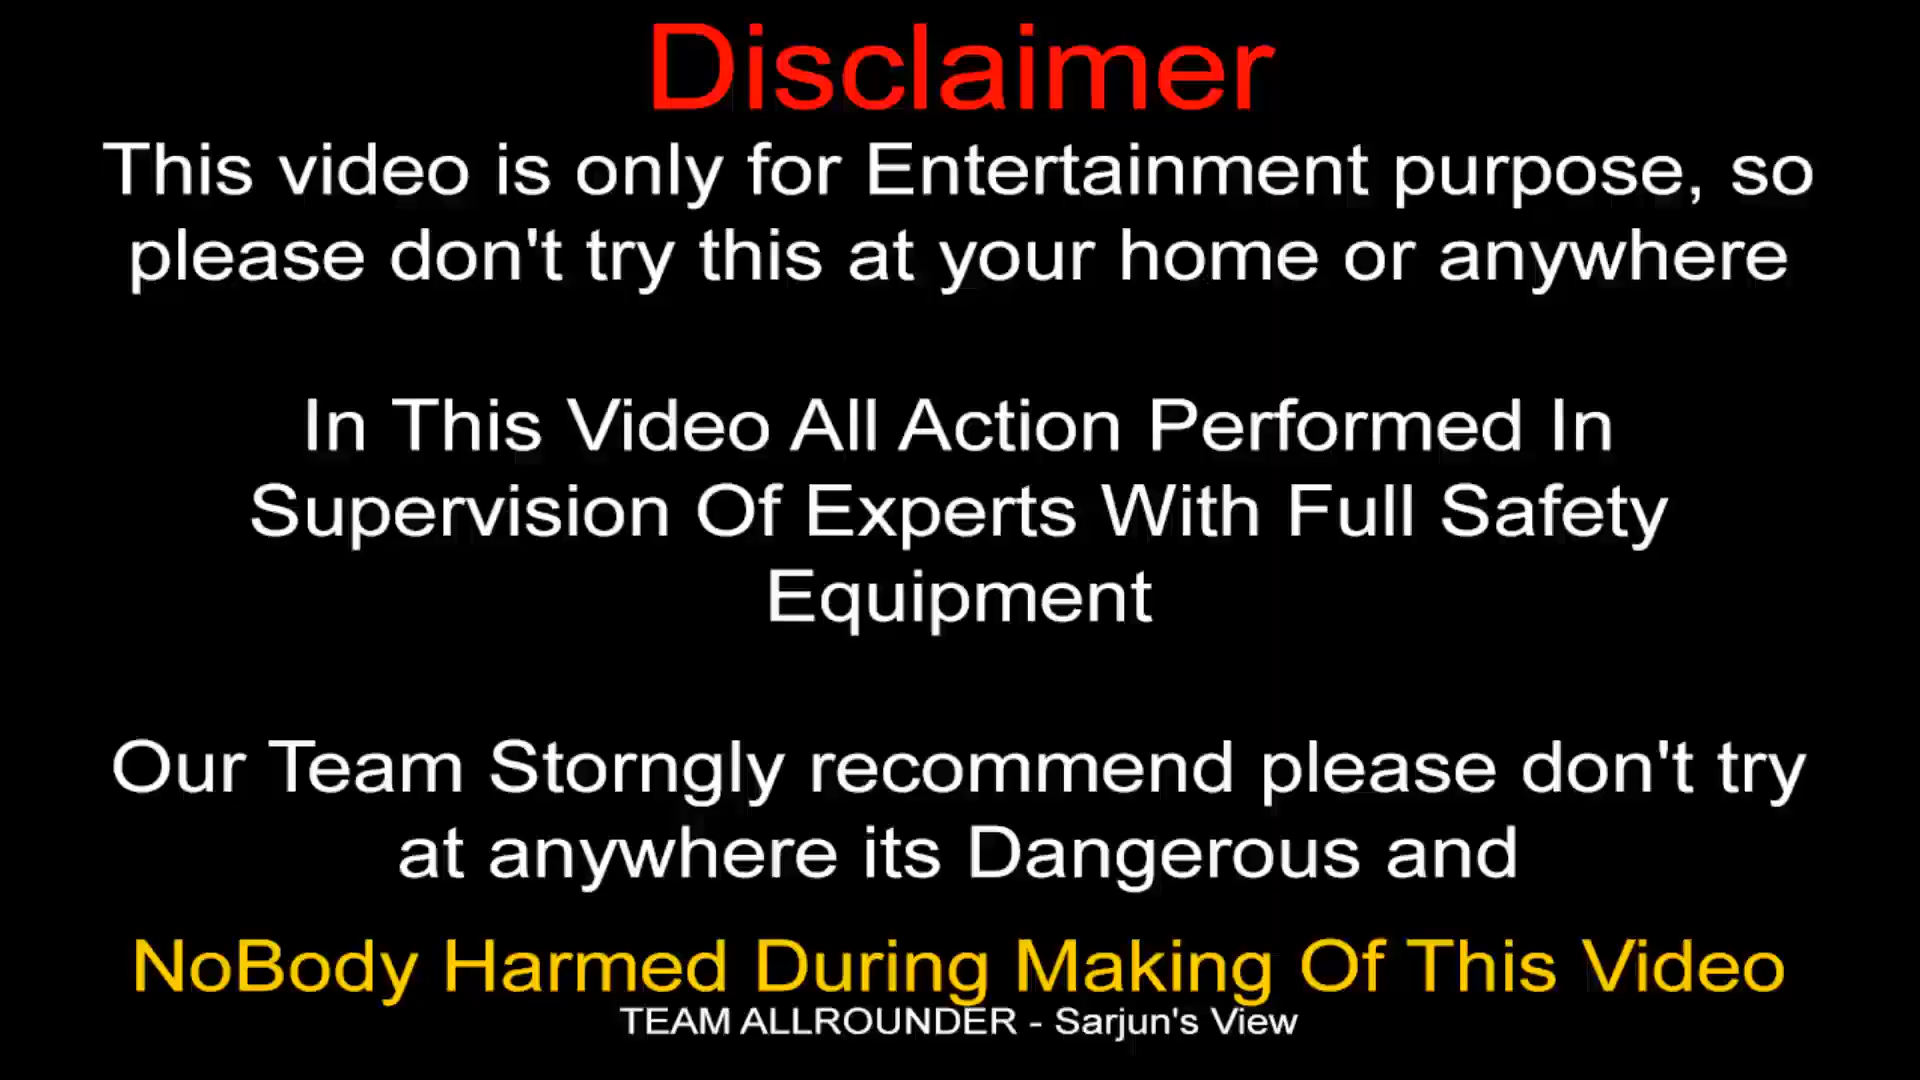 Disclaimer
This video is only for Entertainment purpose, so
please don't try this at your home or anywhere
In This Video All Action Performed In
Supervision Of Experts With Full Safety
Equipment
Our Team Storngly recommend please don't try
at anywhere its Dangerous and
NoBody Harmed During Making Of This Video
TEAM ALLROUNDER - Sarjun's View